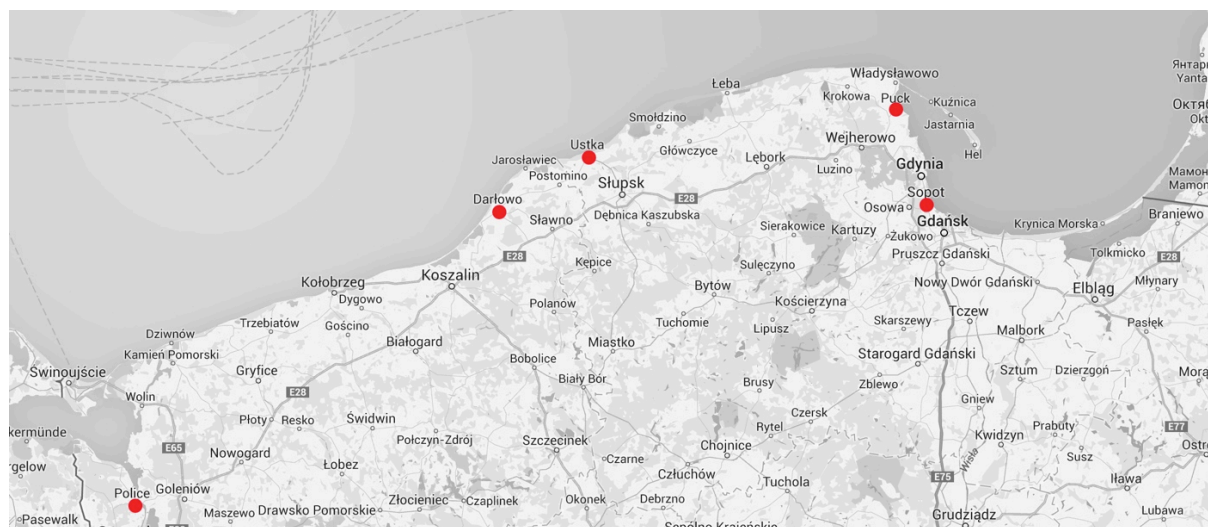 Янтарн
Yanta
Władysławowo
Łeba
Krokowa
Puck
Kuźnica
Октя
Ok
Smołdzino
Jastarnia
Ustka
Główczyce
Wejherowo
Hel
Jarosławiec
Lębork
Luzino
Gdynia
Мамон
Mamon
Postomino
Słupsk
E28
Sopot
Darłowo
Osowa
Sławno
Dębnica Kaszubska
Sierakowice
Kartuzy
Gdańsk
Krynica Morska
Braniewo
Żukowo
Tolkmicko
E28
Kępice
Sulęczyno
Pruszcz Gdański
E28
Kołobrzeg
Koszalin
Bytów
Nowy Dwór Gdański
Elbląg
Młynary
Dygowo
Polanów
Kościerzyna
Trzebiatów
Gościno
Tuchomie
Lipusz
Skarszewy
Tczew
Pasłęk
Dziwnów
Białogard
Miastko
Malbork
Kamień Pomorski
Bobolice
Starogard Gdański
Świnoujście
Gryfice
Biały Bór
Brusy
Zblewo
Sztum
Dzierzgoń
Morą
Wolin
E28
Gniew
Płoty
Resko
Świdwin
Czersk
Połczyn-Zdrój
Rytel
Prabuty
E77
ckermünde
E65
Szczecinek
Chojnice
Kwidzyn
Ostr
Nowogard
Czarne
Susz
rgelow
Łobez
Człuchów
Wisła
E75
Iława
Police
Goleniów
Złocieniec
Czaplinek
Okonek
Debrzno
Tuchola
Pasewalk
Maszewo
Drawsko Pomorskie
Grudziądz
Lubawa